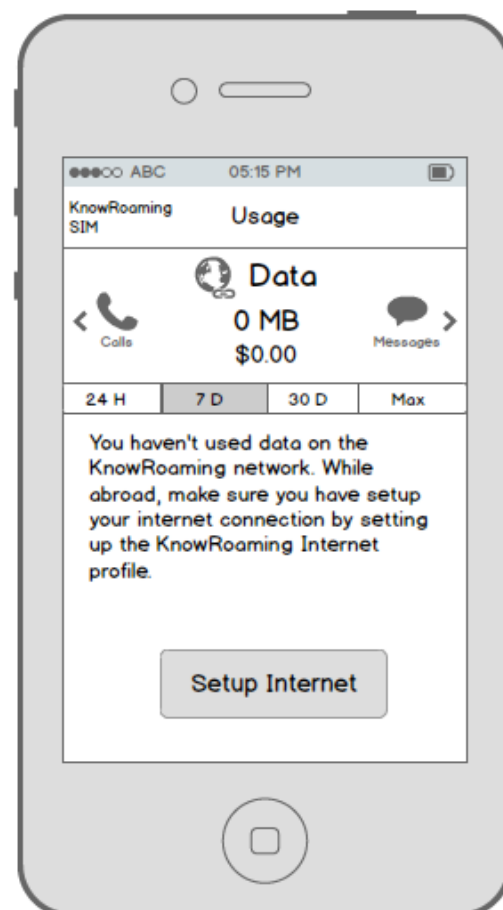 ABC 05:15 PM
KnowRoaming
SIM
Usage
Data
0 MB
$0.00
Calls
Messages
24 H 7 D 30 D Max
You haven't used data on the
KnowRoaming network. While
abroad, make sure you have setup
your internet connection by setting
up the KnowRoaming Internet
profile.
Setup Internet